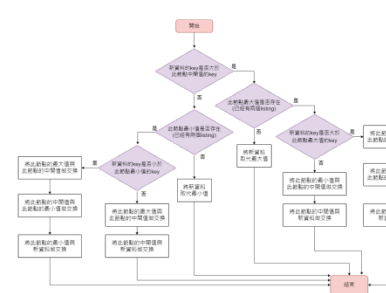 開始
新資料的key是否大於
此節點中間值的key
是
否
此節點最大值是否存在
(已經有兩個listing)
是
否
此節點最小值是否存在
(已經有兩個listing)
是
否
新資料的key是否大於
此節點最大值的key
是
否
新資料的key是否小於
此節點最小值的key
是
否
將新資料
取代最大值
將新資料
取代最小值
將此節點的最大值與
此節點的中間值做交換
將此節點的中間值與
此節點的最小值做交換
將此節點的最小值與
新資料做交換
將此節點的最大值與
此節點的中間值做交換
將此節點的中間值與
新資料做交換
將此節點的最小值與
此節點的中間值做交換
將此節點的中間值與
新資料做交換
結束